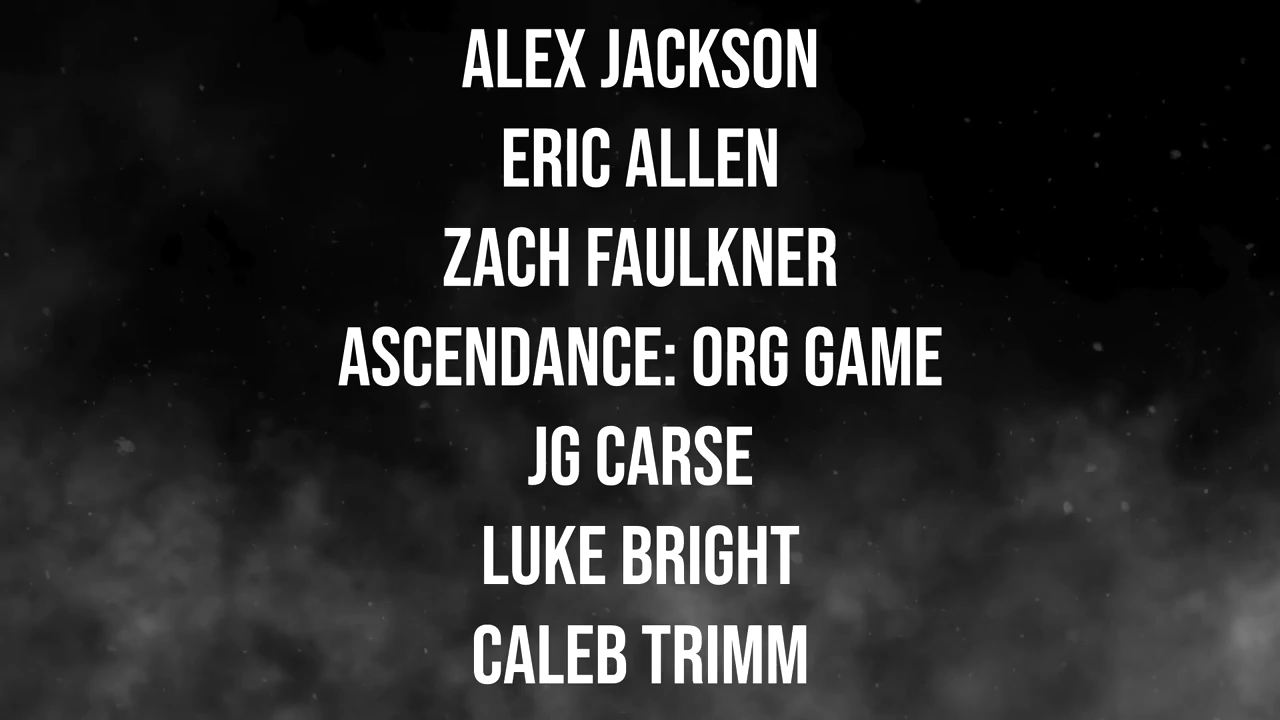 ALEX JACKSON
ERIC ALLEN
ZACH FAULKNER
ASCENDANCE: ORG GAME
JG CARSE
LUKE BRIGHT
CALEB TRIMM